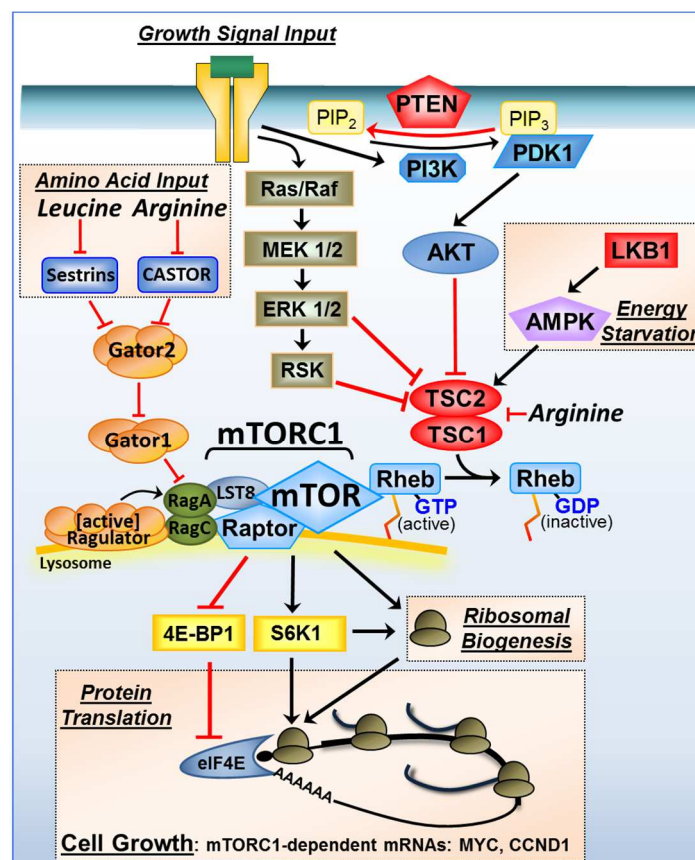 Growth Signal Input
PTEN
PIP2
PIP3
PI3K
PDK1
Amino Acid Input
Leucine Arginine
Sestrins
CASTOR
Ras/Raf
MEK 1/2
ERK 1/2
RSK
AKT
LKB1
AMPK
Energy
Starvation
Gator2
Gator1
TSC2
TSC1
Arginine
mTORC1
RagA
LST8
mTOR
RagC
Raptor
[active]
Ragulator
Lysosome
Rheb
GTP
(active)
Rheb
GDP
(inactive)
4E-BP1
S6K1
Ribosomal
Biogenesis
Protein
Translation
eIF4E
AAAAAA
Cell Growth: mTORC1-dependent mRNAs: MYC, CCND1